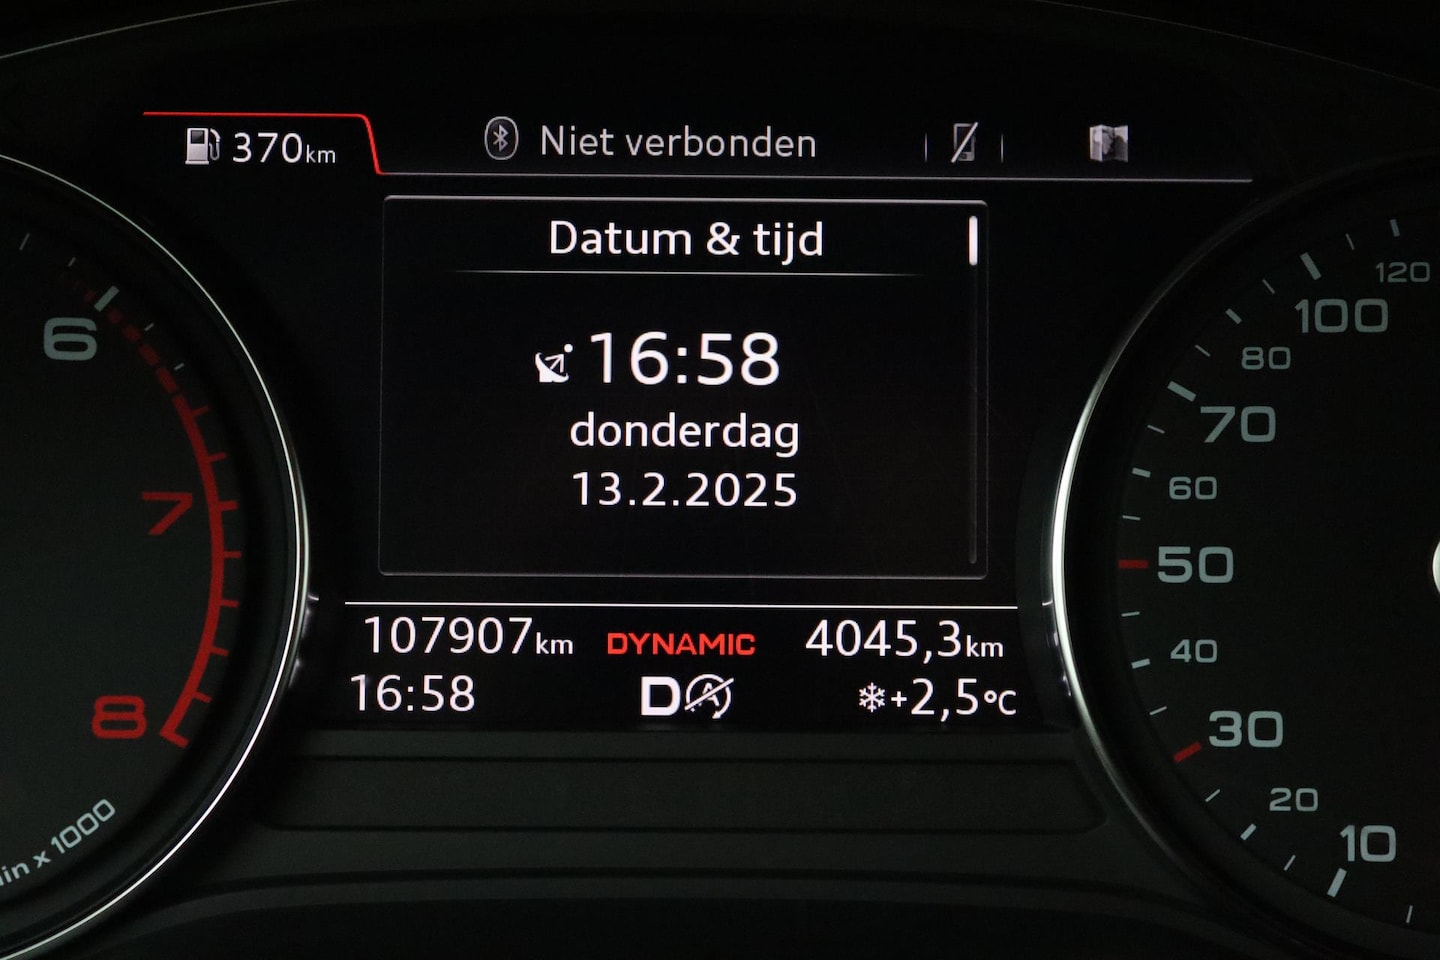 370km
Niet verbonden
Datum & tijd
16:58
donderdag
13.2.2025
107907km
DYNAMIC
4045,3km
16:58
D
A
+2,5°C
6
7
8
in x 1000
120
100
80
70
60
50
40
30
20
10